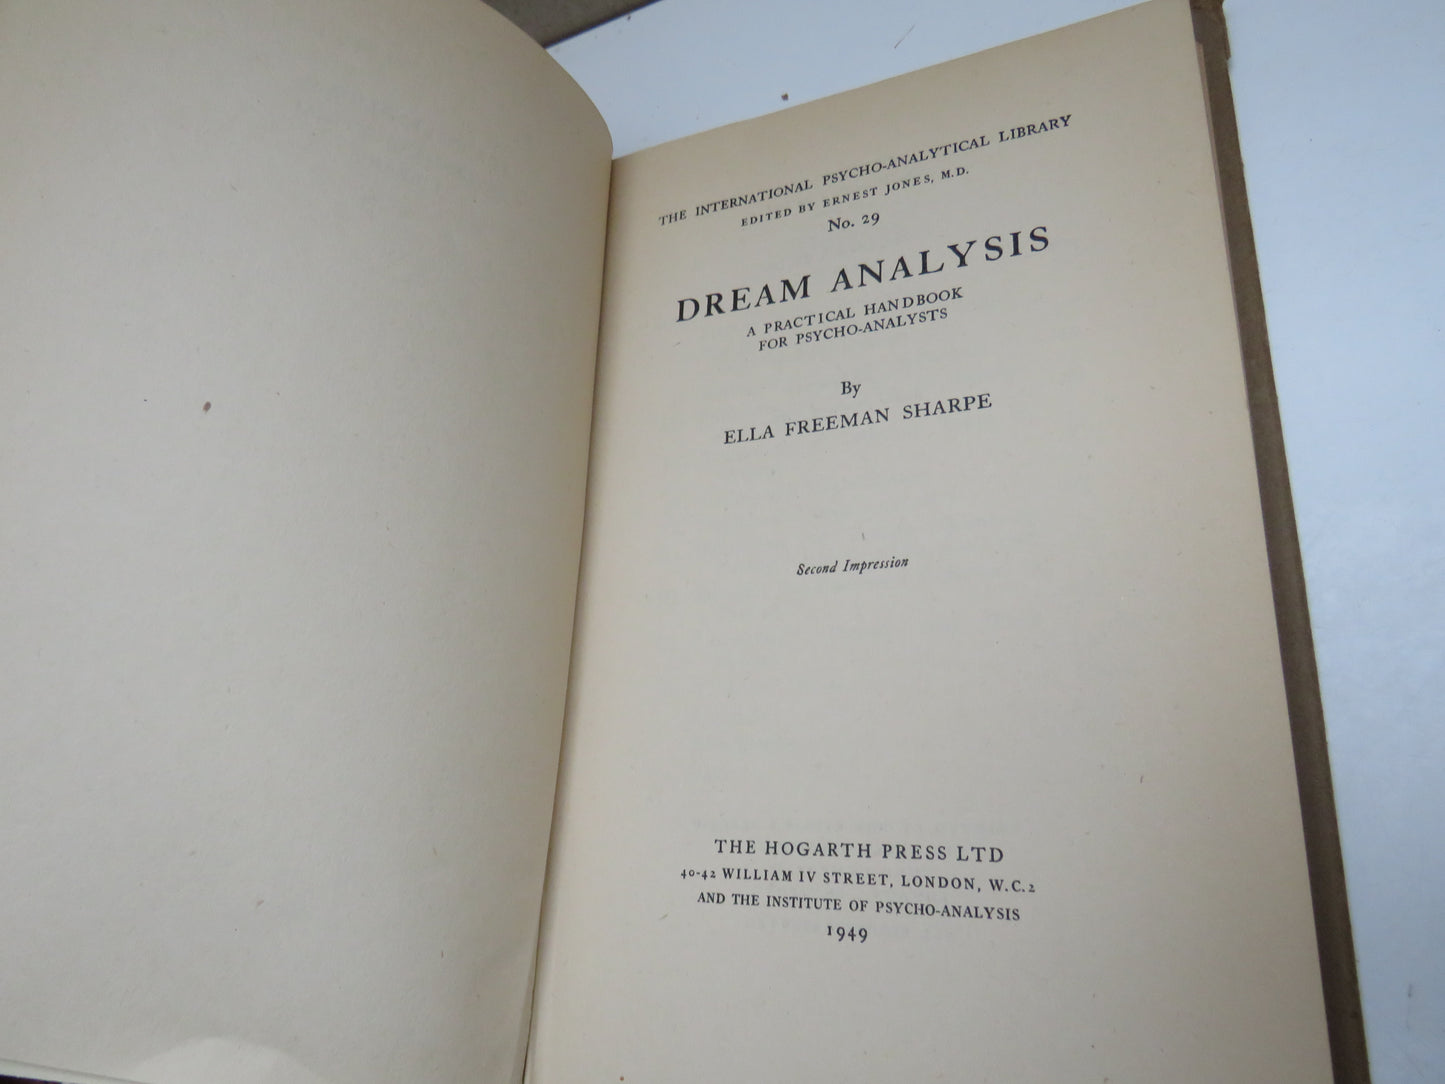 THE INTERNATIONAL PSYCHO-ANALYTICAL LIBRARY
EDITED BY ERNEST JONES, M.D.
No. 29
DREAM ANALYSIS
A PRACTICAL HANDBOOK
FOR PSYCHO-ANALYSTS
By
ELLA FREEMAN SHARPE
Second Impression
THE HOGARTH PRESS LTD
40-42 WILLIAM IV STREET, LONDON, W.C.2
AND THE INSTITUTE OF PSYCHO-ANALYSIS
1949